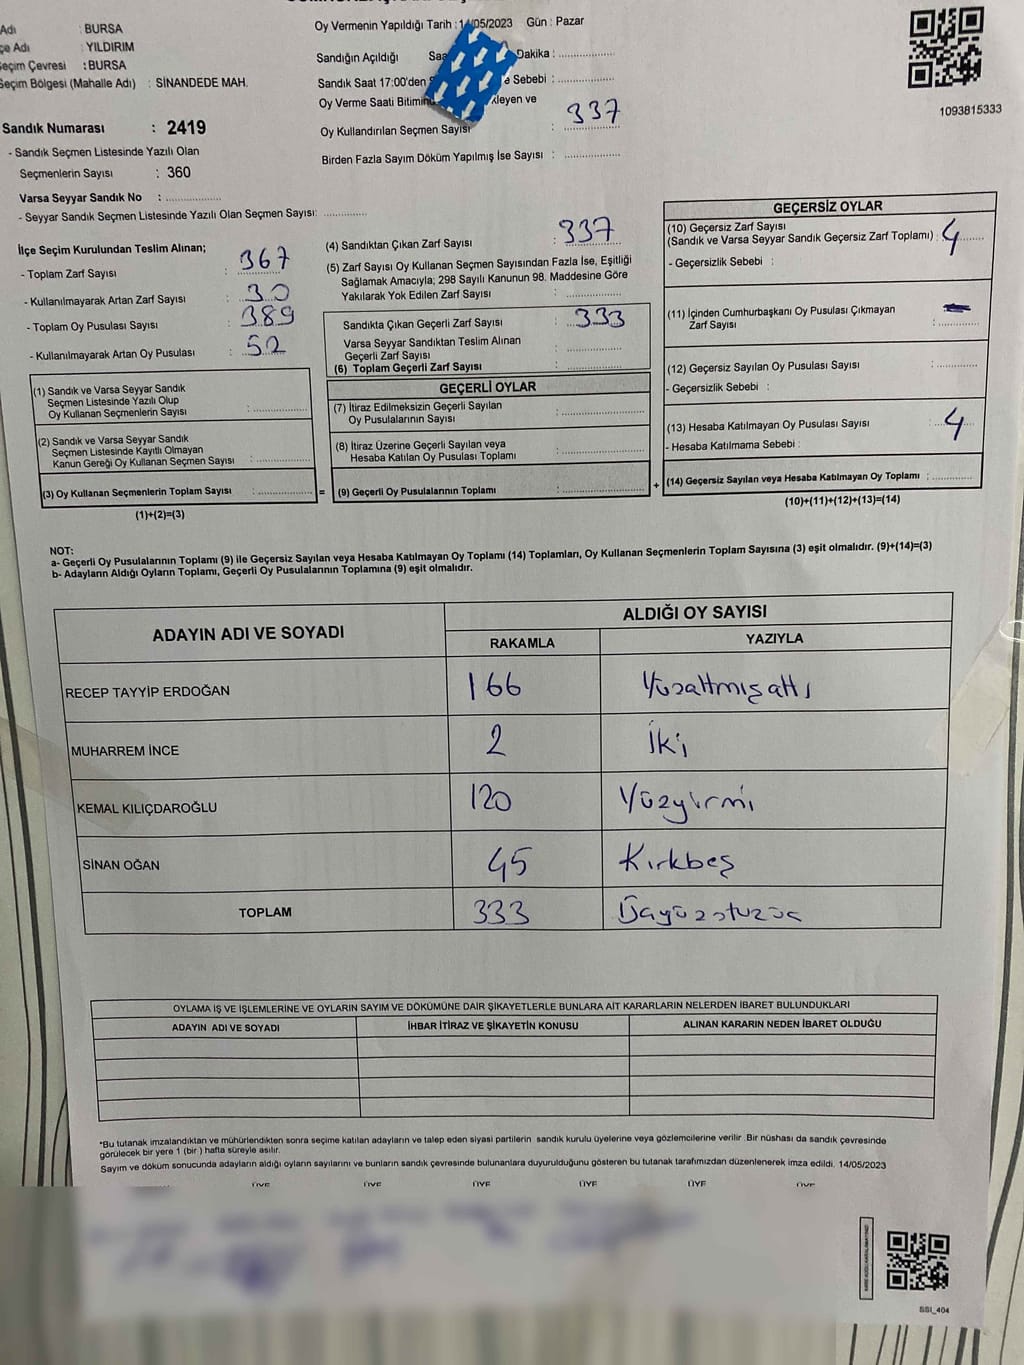 Adı : BURSA
çe Adı : YILDIRIM
eçim Çevresi : BURSA
Seçim Bölgesi (Mahalle Adı) : SİNANDEDE MAH.
Oy Vermenin Yapıldığı Tarih : 14/05/2023 Gün : Pazar
Sandığın Açıldığı Dakika :
Sandık Saat 17:00'den Sebebi :
Oy Verme Saati Bitimin kleyen ve
Oy Kullandırılan Seçmen Sayısı : 337
Birden Fazla Sayım Döküm Yapılmış İse Sayısı :
1093815333
Sandık Numarası : 2419
- Sandık Seçmen Listesinde Yazılı Olan
Seçmenlerin Sayısı : 360
Varsa Seyyar Sandık No :
- Seyyar Sandık Seçmen Listesinde Yazılı Olan Seçmen Sayısı:
İlçe Seçim Kurulundan Teslim Alınan;
- Toplam Zarf Sayısı : 367
- Kullanılmayarak Artan Zarf Sayısı : 30
- Toplam Oy Pusulası Sayısı : 389
- Kullanılmayarak Artan Oy Pusulası : 52
(1) Sandık ve Varsa Seyyar Sandık
Seçmen Listesinde Yazılı Olup
Oy Kullanan Seçmenlerin Sayısı :
(2) Sandık ve Varsa Seyyar Sandık
Seçmen Listesinde Kayıtlı Olmayan
Kanun Gereği Oy Kullanan Seçmen Sayısı :
(3) Oy Kullanan Seçmenlerin Toplam Sayısı : =
(1)+(2)=(3)
(4) Sandıktan Çıkan Zarf Sayısı : 337
(5) Zarf Sayısı Oy Kullanan Seçmen Sayısından Fazla İse, Eşitliği
Sağlamak Amacıyla; 298 Sayılı Kanunun 98. Maddesine Göre
Yakılarak Yok Edilen Zarf Sayısı :
Sandıkta Çıkan Geçerli Zarf Sayısı : 333
Varsa Seyyar Sandıktan Teslim Alınan
Geçerli Zarf Sayısı :
(6) Toplam Geçerli Zarf Sayısı :
GEÇERLİ OYLAR
(7) İtiraz Edilmeksizin Geçerli Sayılan
Oy Pusulalarının Sayısı :
(8) İtiraz Üzerine Geçerli Sayılan veya
Hesaba Katılan Oy Pusulası Toplamı :
(9) Geçerli Oy Pusulalarının Toplamı : +
GEÇERSİZ OYLAR
(10) Geçersiz Zarf Sayısı
(Sandık ve Varsa Seyyar Sandık Geçersiz Zarf Toplamı) : 4
- Geçersizlik Sebebi :
(11) İçinden Cumhurbaşkanı Oy Pusulası Çıkmayan
Zarf Sayısı :
(12) Geçersiz Sayılan Oy Pusulası Sayısı :
- Geçersizlik Sebebi :
(13) Hesaba Katılmayan Oy Pusulası Sayısı : 4
- Hesaba Katılmama Sebebi :
(14) Geçersiz Sayılan veya Hesaba Katılmayan Oy Toplamı :
(10)+(11)+(12)+(13)=(14)
NOT:
a- Geçerli Oy Pusulalarının Toplamı (9) ile Geçersiz Sayılan veya Hesaba Katılmayan Oy Toplamı (14) Toplamları, Oy Kullanan Seçmenlerin Toplam Sayısına (3) eşit olmalıdır. (9)+(14)=(3)
b- Adayların Aldığı Oyların Toplamı, Geçerli Oy Pusulalarının Toplamına (9) eşit olmalıdır.
ADAYIN ADI VE SOYADI
ALDIĞI OY SAYISI
RAKAMLA YAZIYLA
RECEP TAYYİP ERDOĞAN 166 Yüzaltmışaltı
MUHARREM İNCE 2 İki
KEMAL KILIÇDAROĞLU 120 Yüzyirmi
SİNAN OĞAN 45 Kırkbeş
TOPLAM 333 Üçyüzotuzüç
OYLAMA İŞ VE İŞLEMLERİNE VE OYLARIN SAYIM VE DÖKÜMÜNE DAİR ŞİKAYETLERLE BUNLARA AİT KARARLARIN NELERDEN İBARET BULUNDUKLARI
ADAYIN ADI VE SOYADI İHBAR İTİRAZ VE ŞİKAYETİN KONUSU ALINAN KARARIN NEDEN İBARET OLDUĞU
*Bu tutanak imzalandıktan ve mühürlendikten sonra seçime katılan adayların ve talep eden siyasi partilerin sandık kurulu üyelerine veya gözlemcilerine verilir. Bir nüshası da sandık çevresinde
görülecek bir yere 1 (bir ) hafta süreyle asılır.
Sayım ve döküm sonucunda adayların aldığı oyların sayılarını ve bunların sandık çevresinde bulunanlara duyurulduğunu gösteren bu tutanak tarafımızdan düzenlenerek imza edildi. 14/05/2023
ÜYE ÜYE ÜYE ÜYE ÜYE ÜYE
SSI_404